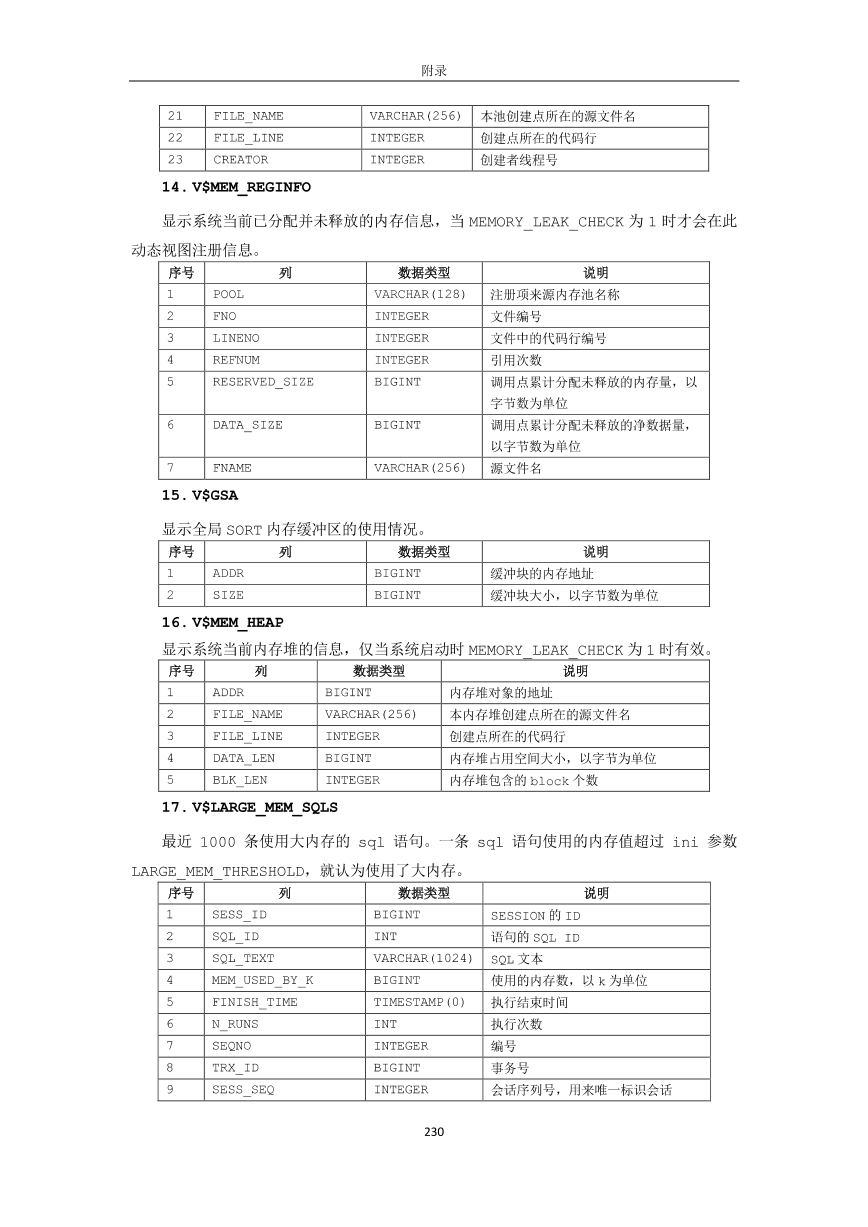 附录
21 FILE_NAME VARCHAR(256) 本池创建点所在的源文件名
22 FILE_LINE INTEGER 创建点所在的代码行
23 CREATOR INTEGER 创建者线程号
14. V$MEM_REGINFO
显示系统当前已分配并未释放的内存信息，当 MEMORY_LEAK_CHECK 为 1 时才会在此
动态视图注册信息。
序号 列 数据类型 说明
1 POOL VARCHAR(128) 注册项来源内存池名称
2 FNO INTEGER 文件编号
3 LINENO INTEGER 文件中的代码行编号
4 REFNUM INTEGER 引用次数
5 RESERVED_SIZE BIGINT 调用点累计分配未释放的内存量，以
字节数为单位
6 DATA_SIZE BIGINT 调用点累计分配未释放的净数据量，
以字节数为单位
7 FNAME VARCHAR(256) 源文件名
15. V$GSA
显示全局 SORT 内存缓冲区的使用情况。
序号 列 数据类型 说明
1 ADDR BIGINT 缓冲块的内存地址
2 SIZE BIGINT 缓冲块大小，以字节数为单位
16. V$MEM_HEAP
显示系统当前内存堆的信息，仅当系统启动时 MEMORY_LEAK_CHECK 为 1 时有效。
序号 列 数据类型 说明
1 ADDR BIGINT 内存堆对象的地址
2 FILE_NAME VARCHAR(256) 本内存堆创建点所在的源文件名
3 FILE_LINE INTEGER 创建点所在的代码行
4 DATA_LEN BIGINT 内存堆占用空间大小，以字节为单位
5 BLK_LEN INTEGER 内存堆包含的 block 个数
17. V$LARGE_MEM_SQLS
最近 1000 条使用大内存的 sql 语句。一条 sql 语句使用的内存值超过 ini 参数
LARGE_MEM_THRESHOLD，就认为使用了大内存。
序号 列 数据类型 说明
1 SESS_ID BIGINT SESSION 的 ID
2 SQL_ID INT 语句的 SQL ID
3 SQL_TEXT VARCHAR(1024) SQL 文本
4 MEM_USED_BY_K BIGINT 使用的内存数，以 k 为单位
5 FINISH_TIME TIMESTAMP(0) 执行结束时间
6 N_RUNS INT 执行次数
7 SEQNO INTEGER 编号
8 TRX_ID BIGINT 事务号
9 SESS_SEQ INTEGER 会话序列号，用来唯一标识会话
230